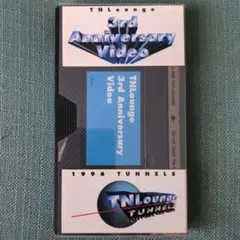 TNLounge
3rd
Anniversary
Video
TNLounge
3rd Anniversary
Video
1996 TUNNELS
TNLounge
TUNNELS